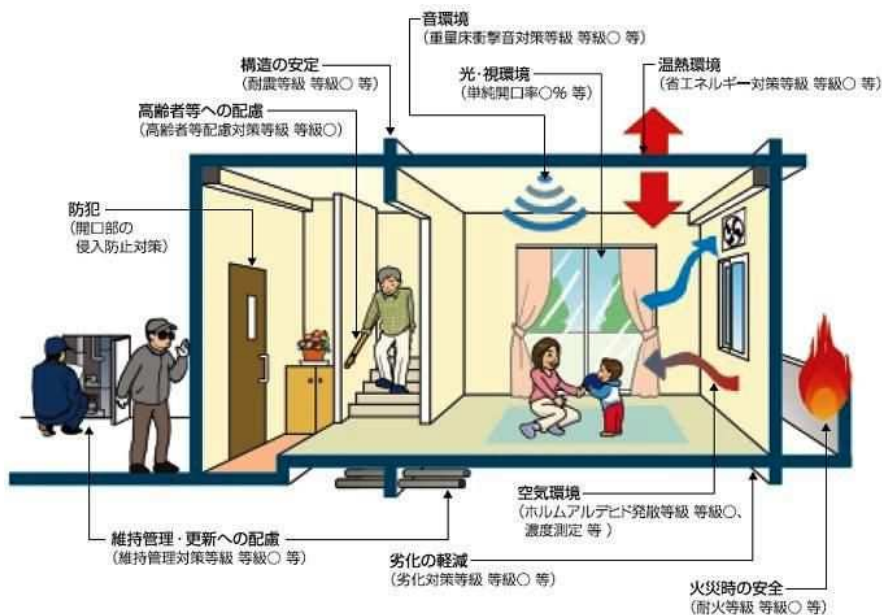 音環境
(重量床衝撃音対策等級 等級○ 等)
構造の安定
(耐震等級 等級○ 等)
光・視環境
(単純開口率○% 等)
温熱環境
(省エネルギー対策等級 等級○ 等)
高齢者等への配慮
(高齢者等配慮対策等級 等級○)
防犯
(開口部の
侵入防止対策)
空気環境
(ホルムアルデヒド発散等級 等級○、
濃度測定 等 )
維持管理・更新への配慮
(維持管理対策等級 等級○ 等)
劣化の軽減
(劣化対策等級 等級○ 等)
火災時の安全
(耐火等級 等級○ 等)